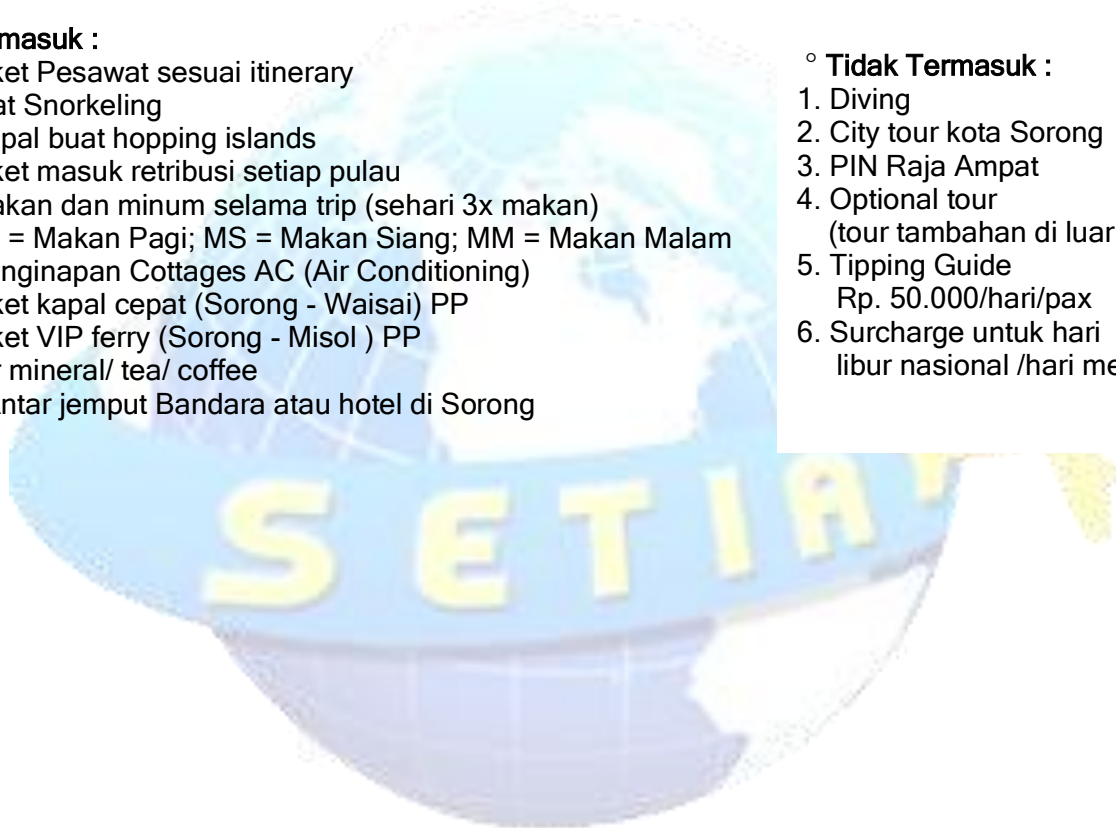 masuk :
ket Pesawat sesuai itinerary
at Snorkeling
pal buat hopping islands
ket masuk retribusi setiap pulau
akan dan minum selama trip (sehari 3x makan)
= Makan Pagi; MS = Makan Siang; MM = Makan Malam
nginapan Cottages AC (Air Conditioning)
ket kapal cepat (Sorong - Waisai) PP
ket VIP ferry (Sorong - Misol ) PP
r mineral/ tea/ coffee
ntar jemput Bandara atau hotel di Sorong
° Tidak Termasuk :
1. Diving
2. City tour kota Sorong
3. PIN Raja Ampat
4. Optional tour
(tour tambahan di luar
5. Tipping Guide
Rp. 50.000/hari/pax
6. Surcharge untuk hari
libur nasional /hari me
SETIA